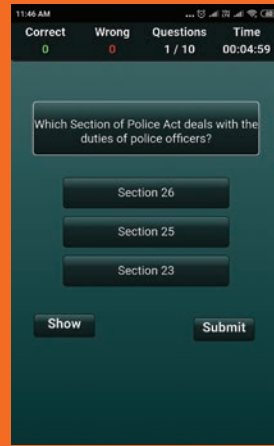 11:46 AM
Correct Wrong Questions Time
0 0 1 / 10 00:04:59
Which Section of Police Act deals with the
duties of police officers?
Section 26
Section 25
Section 23
Show Submit